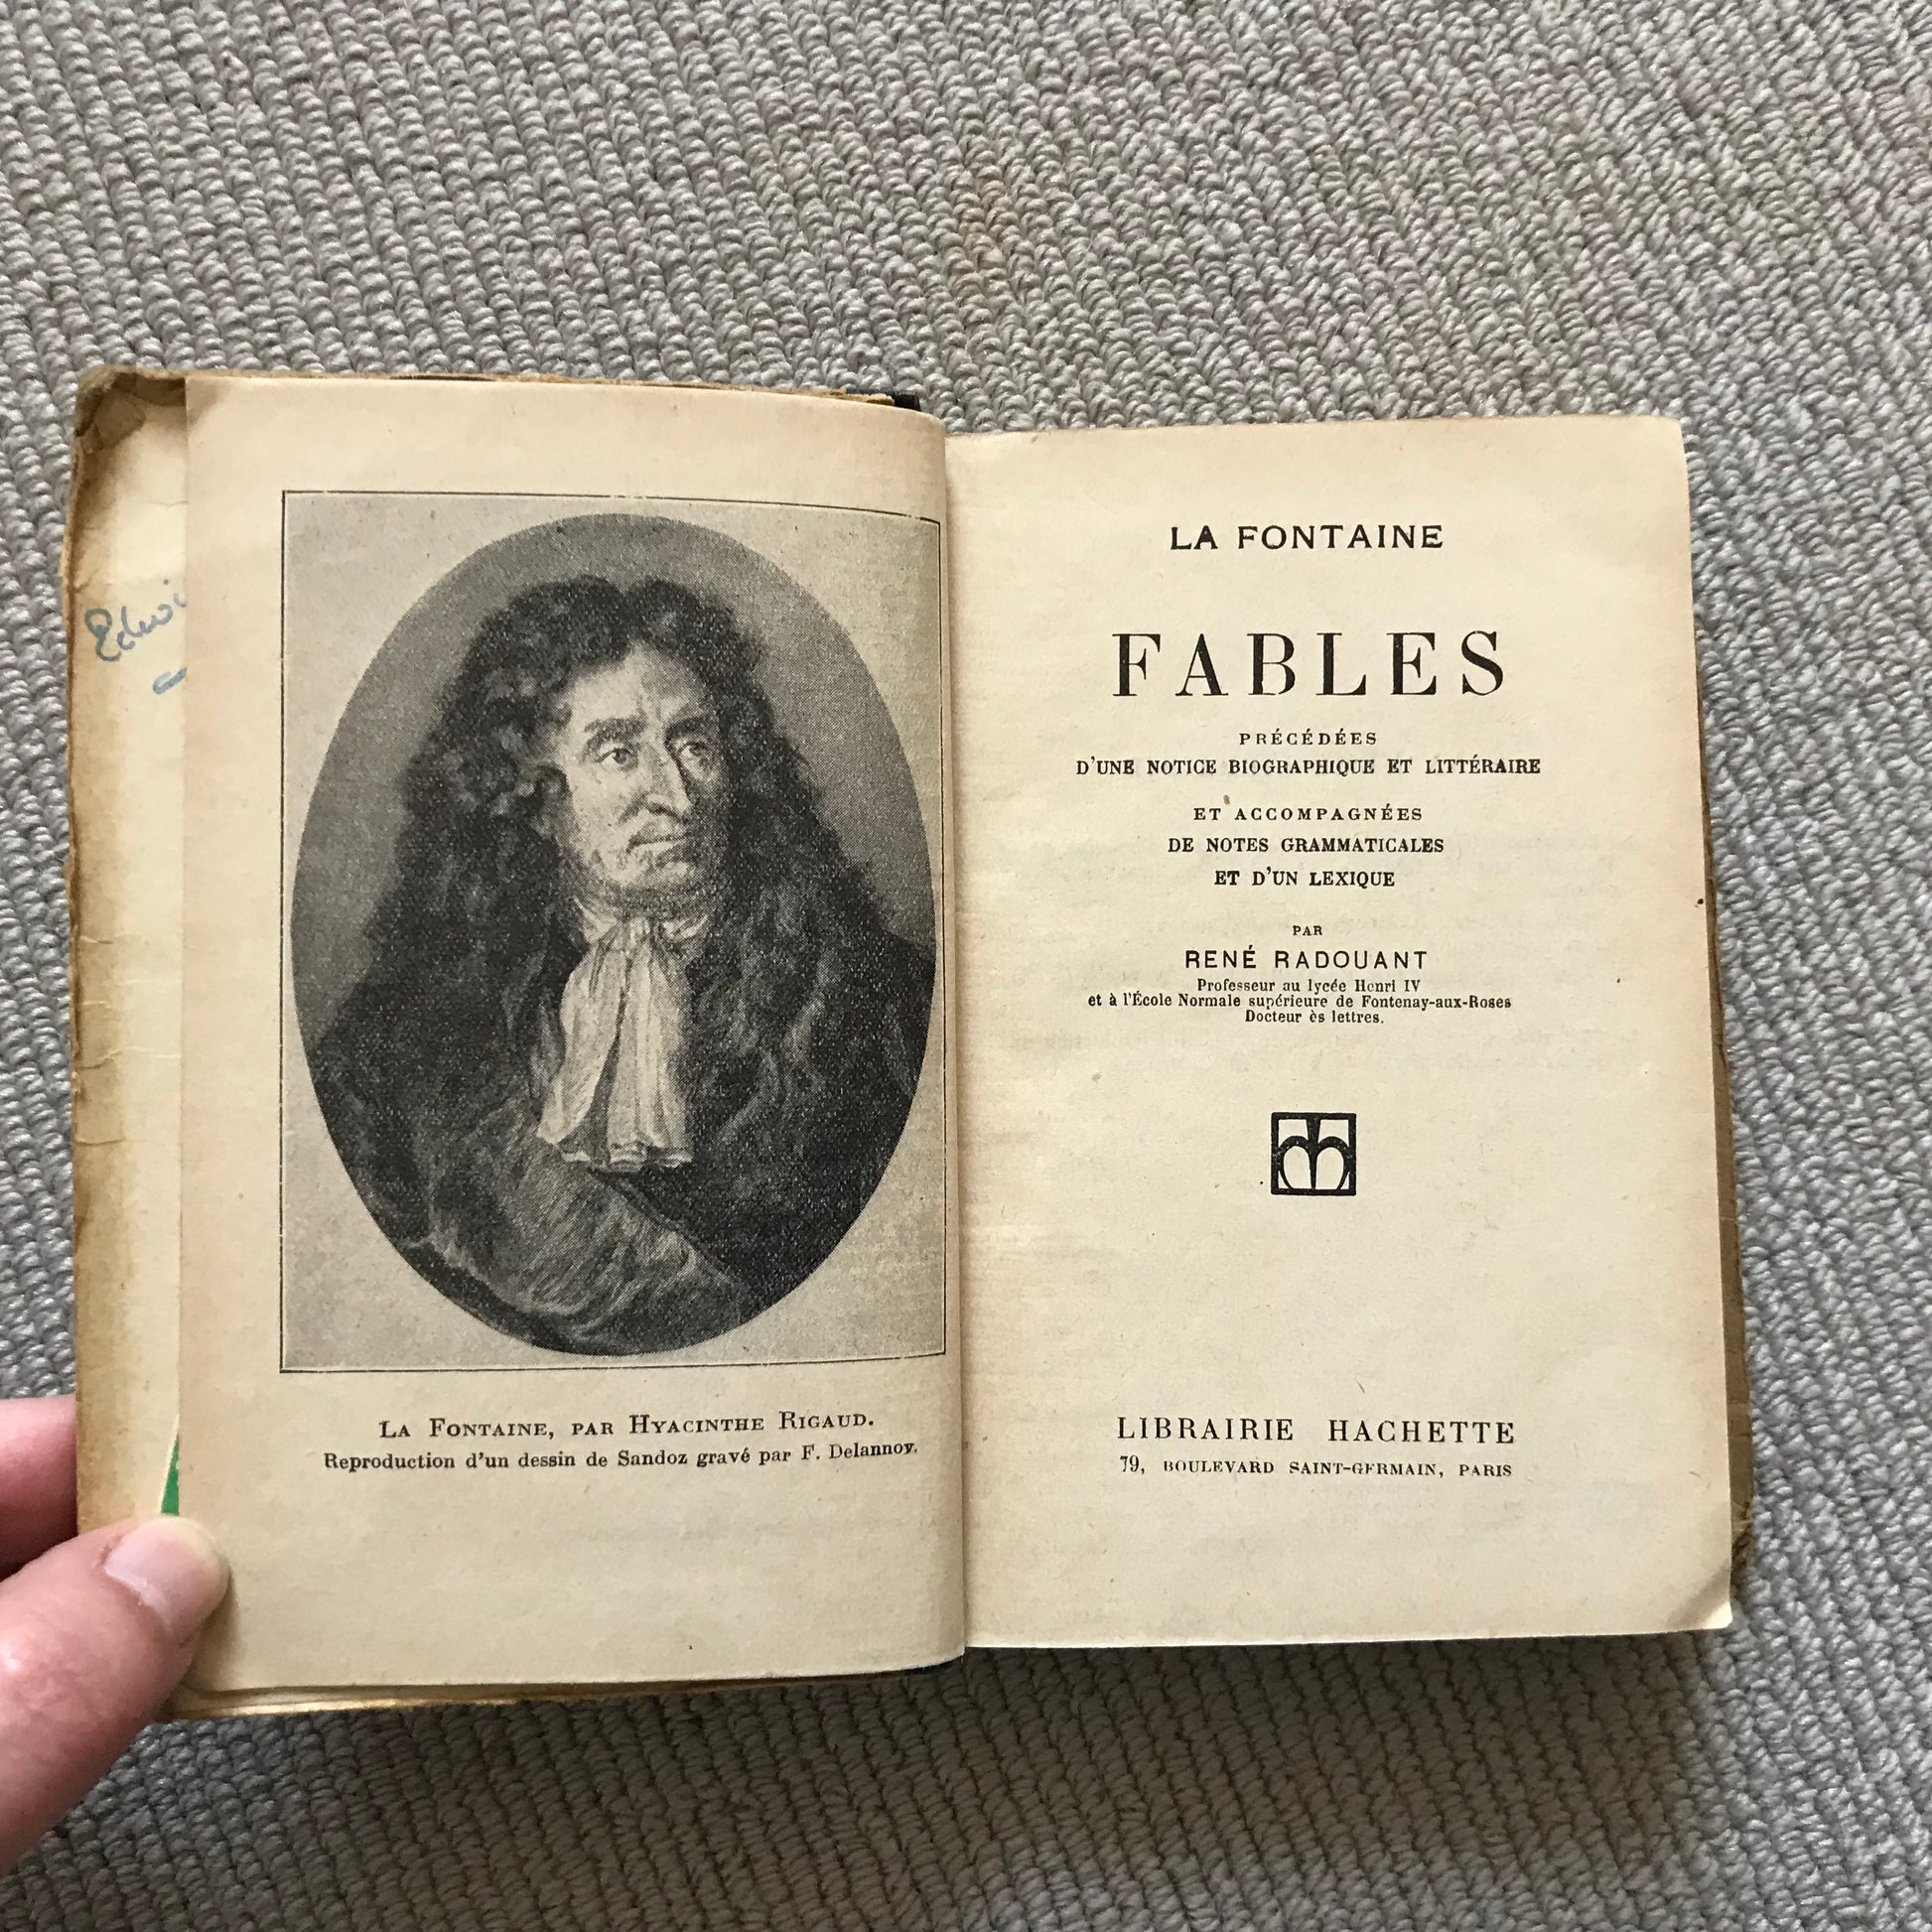 LA FONTAINE, PAR HYACINTHE RIGAUD.
Reproduction d'un dessin de Sandoz gravé par F. Delannoy.
LA FONTAINE
FABLES
PRÉCÉDÉES
D'UNE NOTICE BIOGRAPHIQUE ET LITTÉRAIRE
ET ACCOMPAGNÉES
DE NOTES GRAMMATICALES
ET D'UN LEXIQUE
PAR
RENÉ RADOUANT
Professeur au lycée Henri IV
et à l'École Normale supérieure de Fontenay-aux-Roses
Docteur ès lettres.
LIBRAIRIE HACHETTE
79, BOULEVARD SAINT-GERMAIN, PARIS